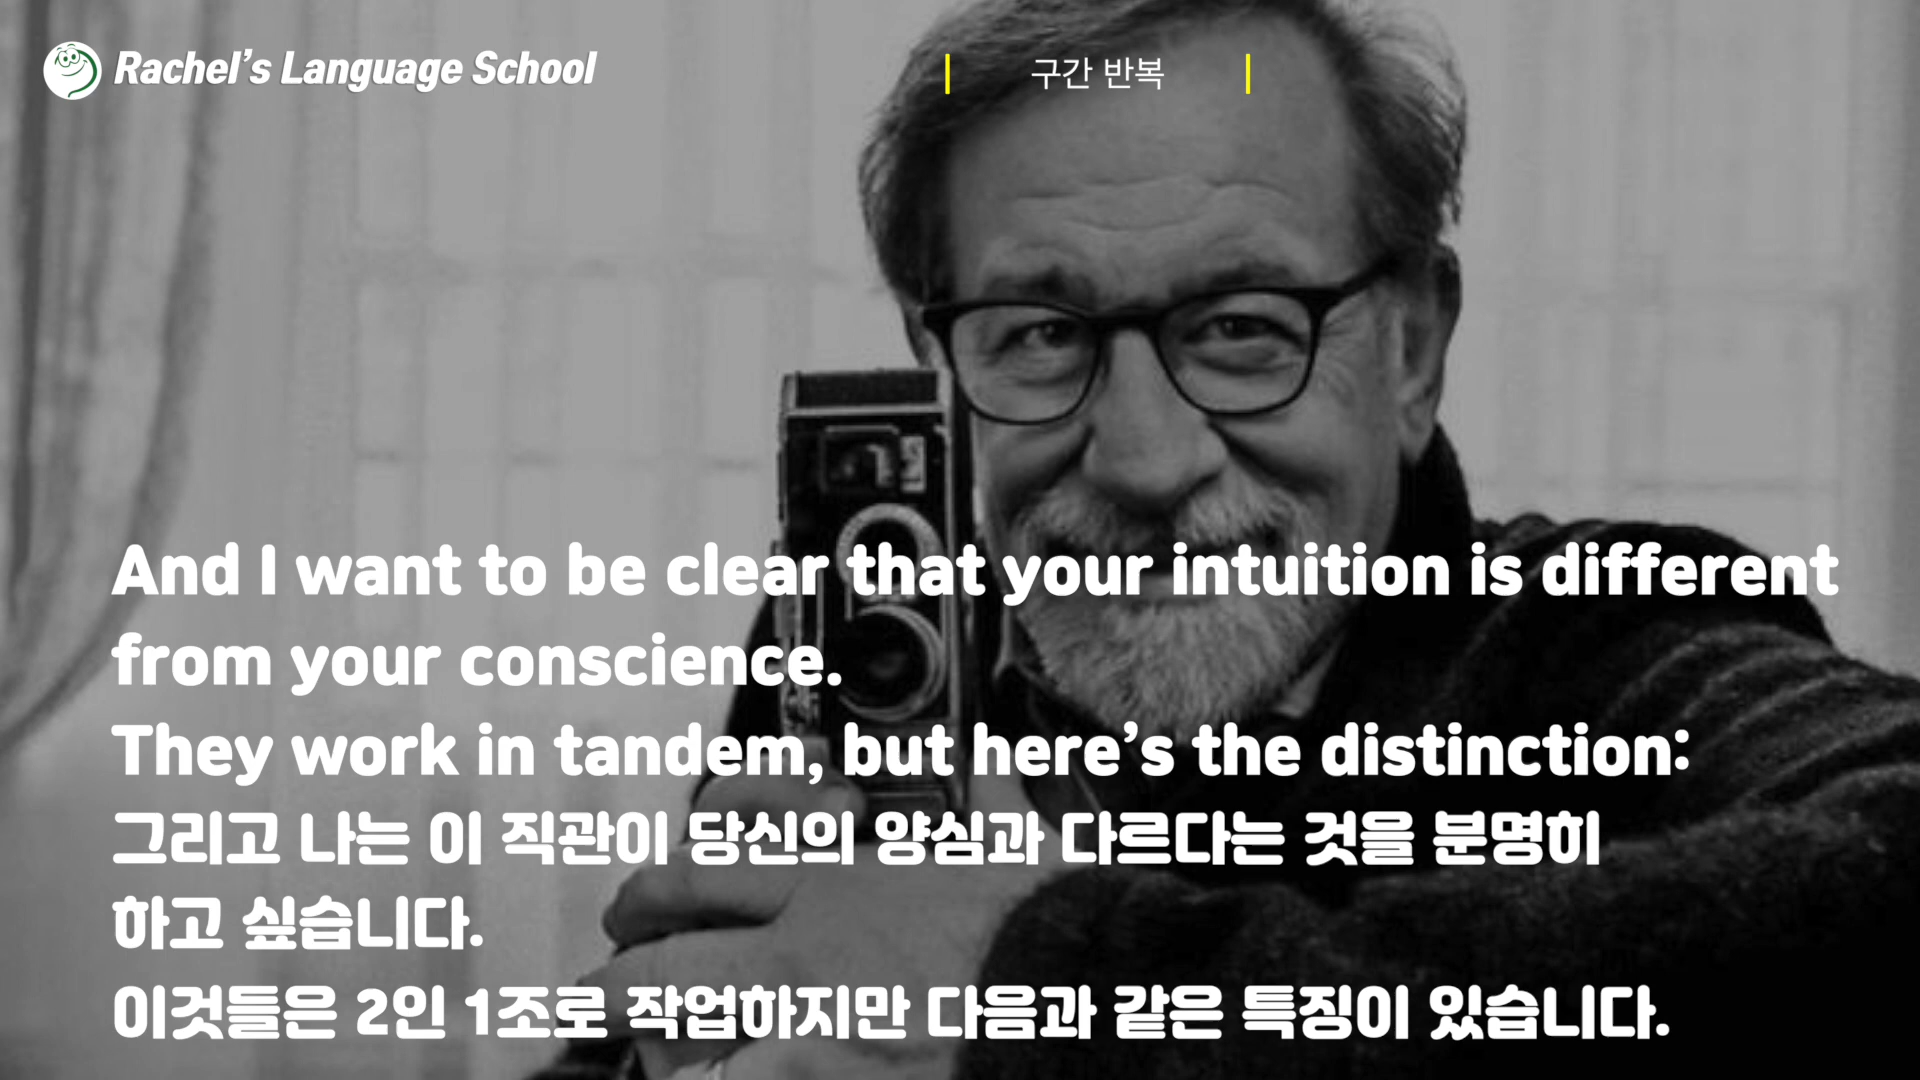 Rachel's Language School
구간 반복
And I want to be clear that your intuition is different
from your conscience.
They work in tandem, but here's the distinction:
그리고 나는 이 직관이 당신의 양심과 다르다는 것을 분명히
하고 싶습니다.
이것들은 2인 1조로 작업하지만 다음과 같은 특징이 있습니다.